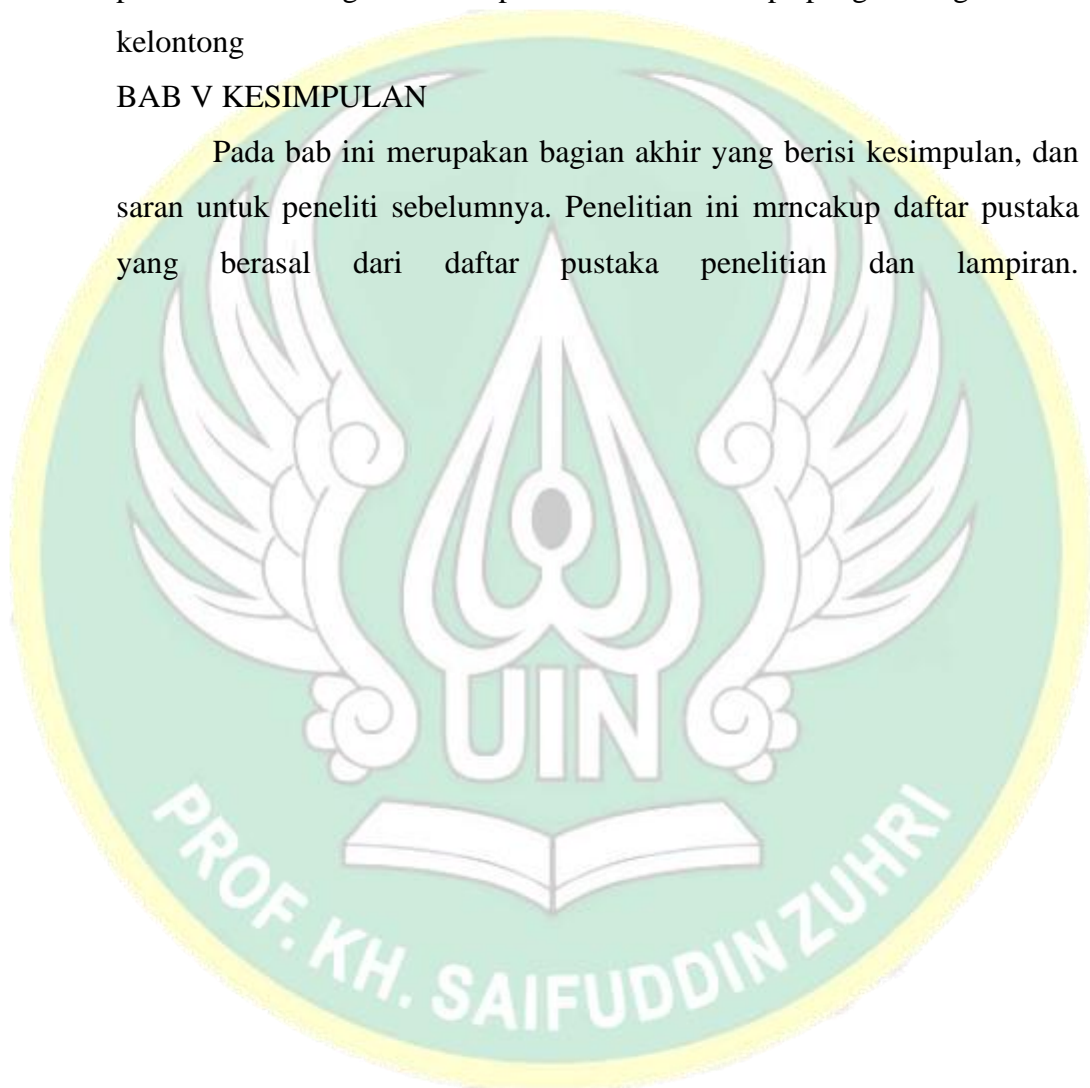 kelontong
BAB V KESIMPULAN
Pada bab ini merupakan bagian akhir yang berisi kesimpulan, dan
saran untuk peneliti sebelumnya. Penelitian ini mrncakup daftar pustaka
yang berasal dari daftar pustaka penelitian dan lampiran.
UIN
PROF. KH. SAIFUDDIN ZUHRI